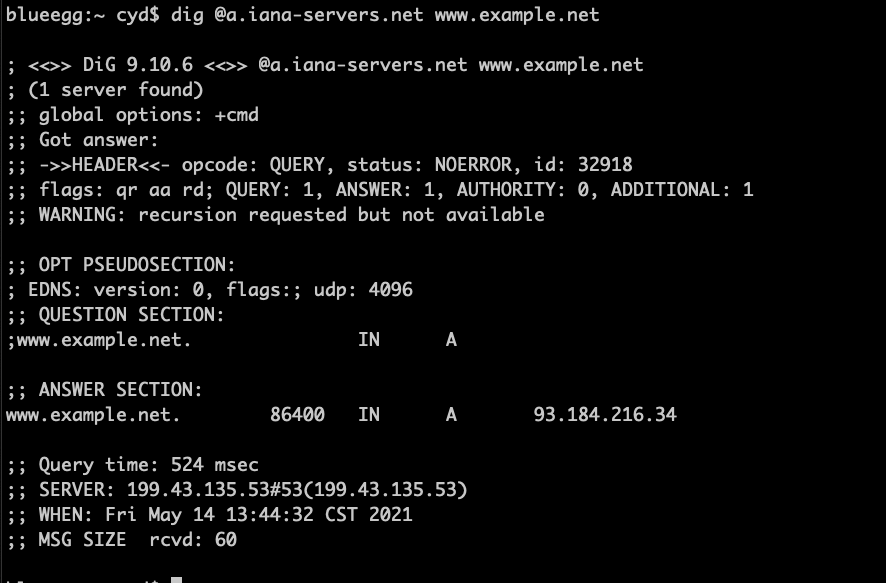 blueegg:~ cyd$ dig @a.iana-servers.net www.example.net
; <<>> DiG 9.10.6 <<>> @a.iana-servers.net www.example.net
; (1 server found)
;; global options: +cmd
;; Got answer:
;; ->>HEADER<<- opcode: QUERY, status: NOERROR, id: 32918
;; flags: qr aa rd; QUERY: 1, ANSWER: 1, AUTHORITY: 0, ADDITIONAL: 1
;; WARNING: recursion requested but not available
;; OPT PSEUDOSECTION:
; EDNS: version: 0, flags:; udp: 4096
;; QUESTION SECTION:
;www.example.net. IN A
;; ANSWER SECTION:
www.example.net. 86400 IN A 93.184.216.34
;; Query time: 524 msec
;; SERVER: 199.43.135.53#53(199.43.135.53)
;; WHEN: Fri May 14 13:44:32 CST 2021
;; MSG SIZE rcvd: 60